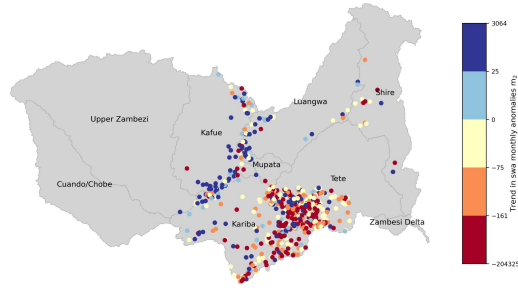 Upper Zambezi
Cuando/Chobe
Kafue
Luangwa
Shire
Mupata
Tete
Kariba
Zambesi Delta
3064
25
0
−75
−161
−204325
Trend in swa monthly anomalies m2